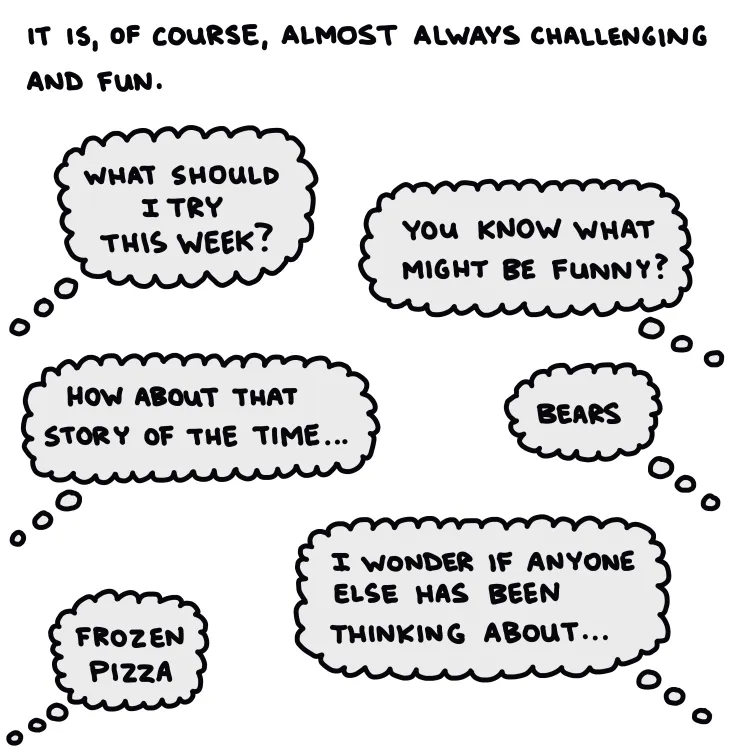 IT IS, OF COURSE, ALMOST ALWAYS CHALLENGING
AND FUN.
WHAT SHOULD
I TRY
THIS WEEK?
YOU KNOW WHAT
MIGHT BE FUNNY?
HOW ABOUT THAT
STORY OF THE TIME...
BEARS
I WONDER IF ANYONE
ELSE HAS BEEN
THINKING ABOUT...
FROZEN
PIZZA